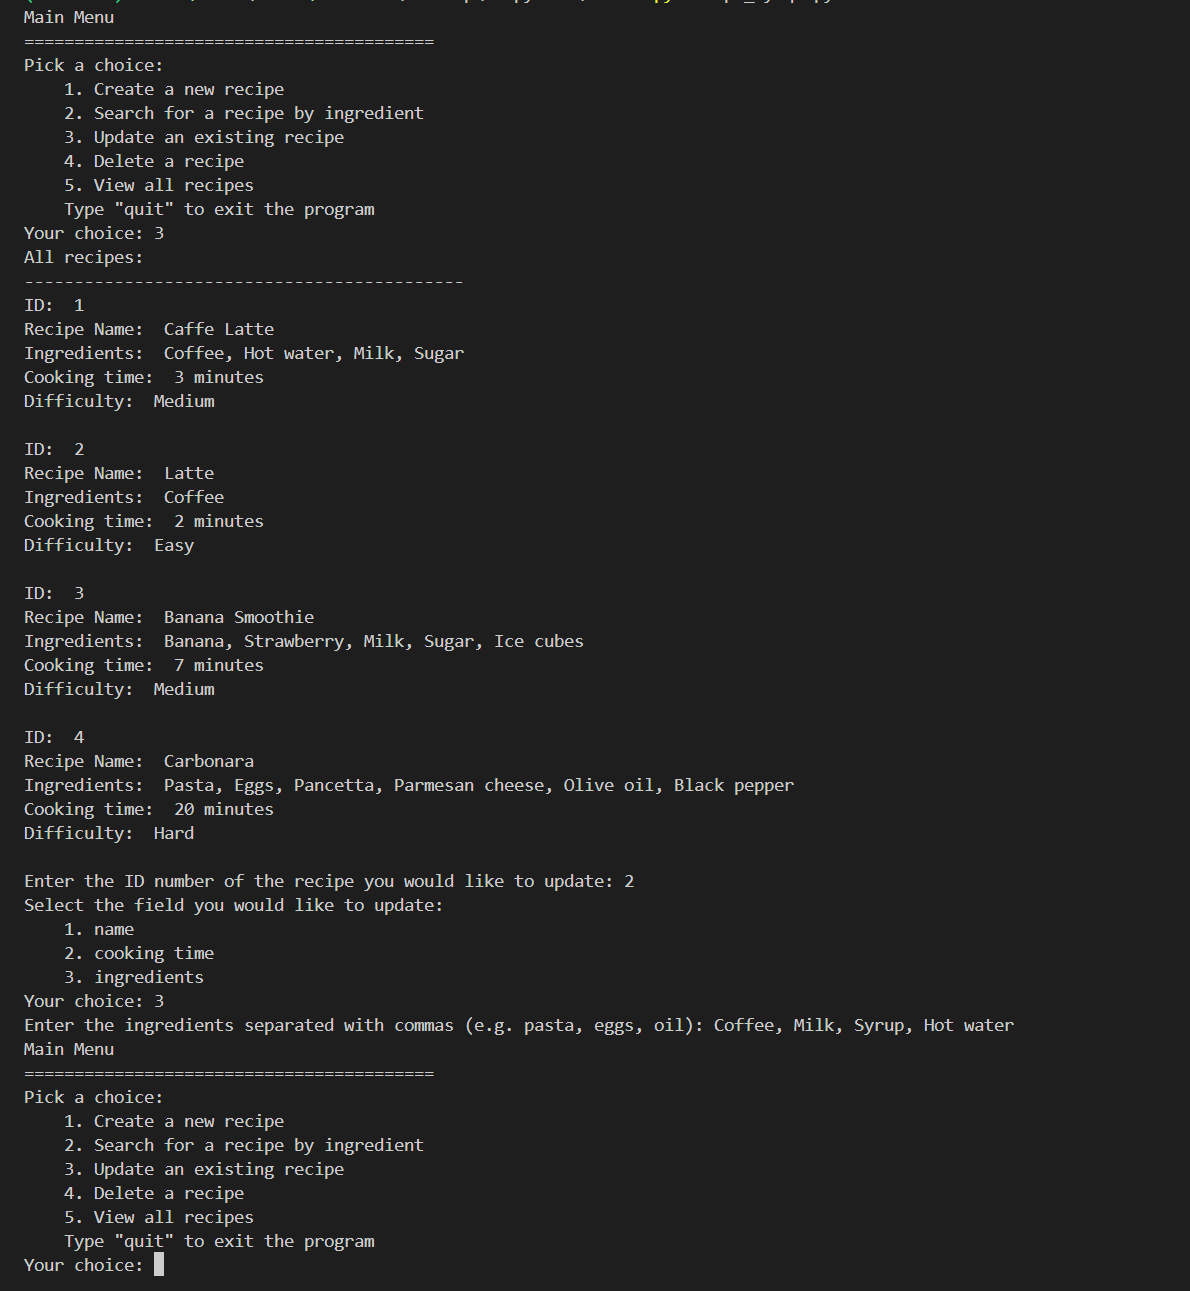 Main Menu
=========================================
Pick a choice:
    1. Create a new recipe
    2. Search for a recipe by ingredient
    3. Update an existing recipe
    4. Delete a recipe
    5. View all recipes
    Type "quit" to exit the program
Your choice: 3
All recipes:
--------------------------------------------
ID:  1
Recipe Name:  Caffe Latte
Ingredients:  Coffee, Hot water, Milk, Sugar
Cooking time:  3 minutes
Difficulty:  Medium

ID:  2
Recipe Name:  Latte
Ingredients:  Coffee
Cooking time:  2 minutes
Difficulty:  Easy

ID:  3
Recipe Name:  Banana Smoothie
Ingredients:  Banana, Strawberry, Milk, Sugar, Ice cubes
Cooking time:  7 minutes
Difficulty:  Medium

ID:  4
Recipe Name:  Carbonara
Ingredients:  Pasta, Eggs, Pancetta, Parmesan cheese, Olive oil, Black pepper
Cooking time:  20 minutes
Difficulty:  Hard

Enter the ID number of the recipe you would like to update: 2
Select the field you would like to update:
    1. name
    2. cooking time
    3. ingredients
Your choice: 3
Enter the ingredients separated with commas (e.g. pasta, eggs, oil): Coffee, Milk, Syrup, Hot water
Main Menu
=========================================
Pick a choice:
    1. Create a new recipe
    2. Search for a recipe by ingredient
    3. Update an existing recipe
    4. Delete a recipe
    5. View all recipes
    Type "quit" to exit the program
Your choice: